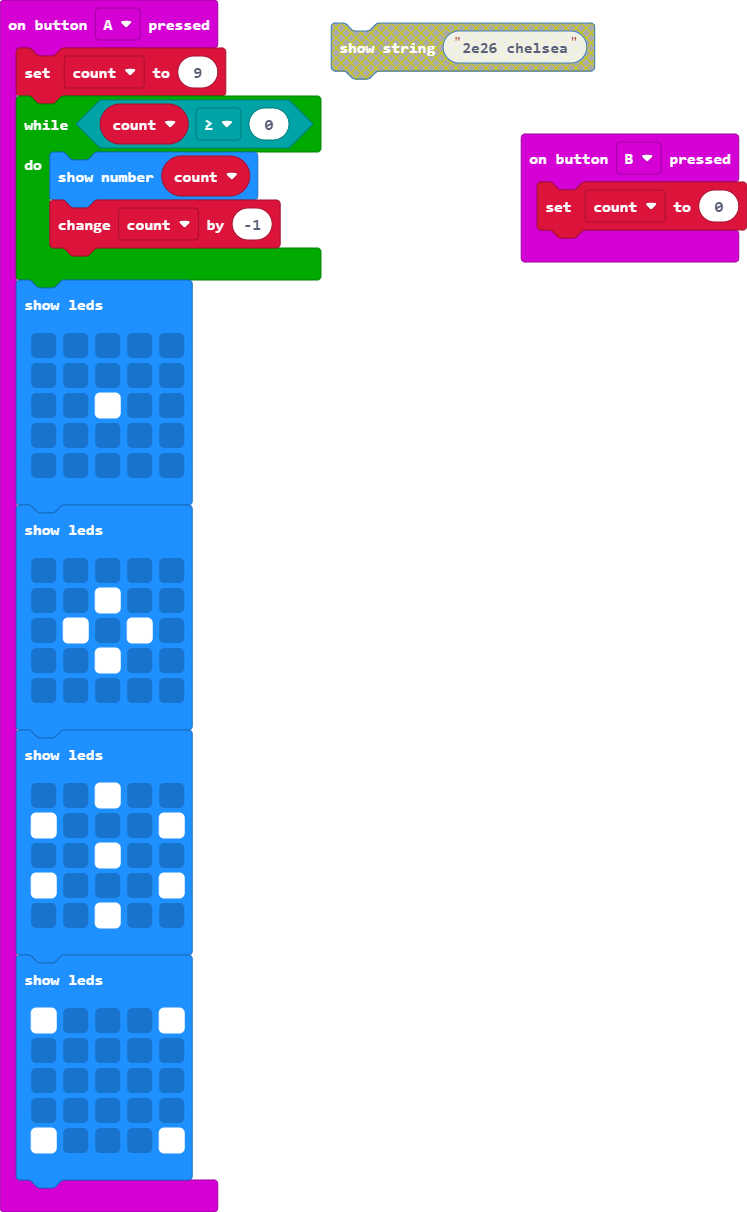 on button A pressed
set count to 9
while count ≥ 0
do show number count
change count by -1
show leds
show leds
show leds
show leds
show string "2e26 chelsea"
on button B pressed
set count to 0